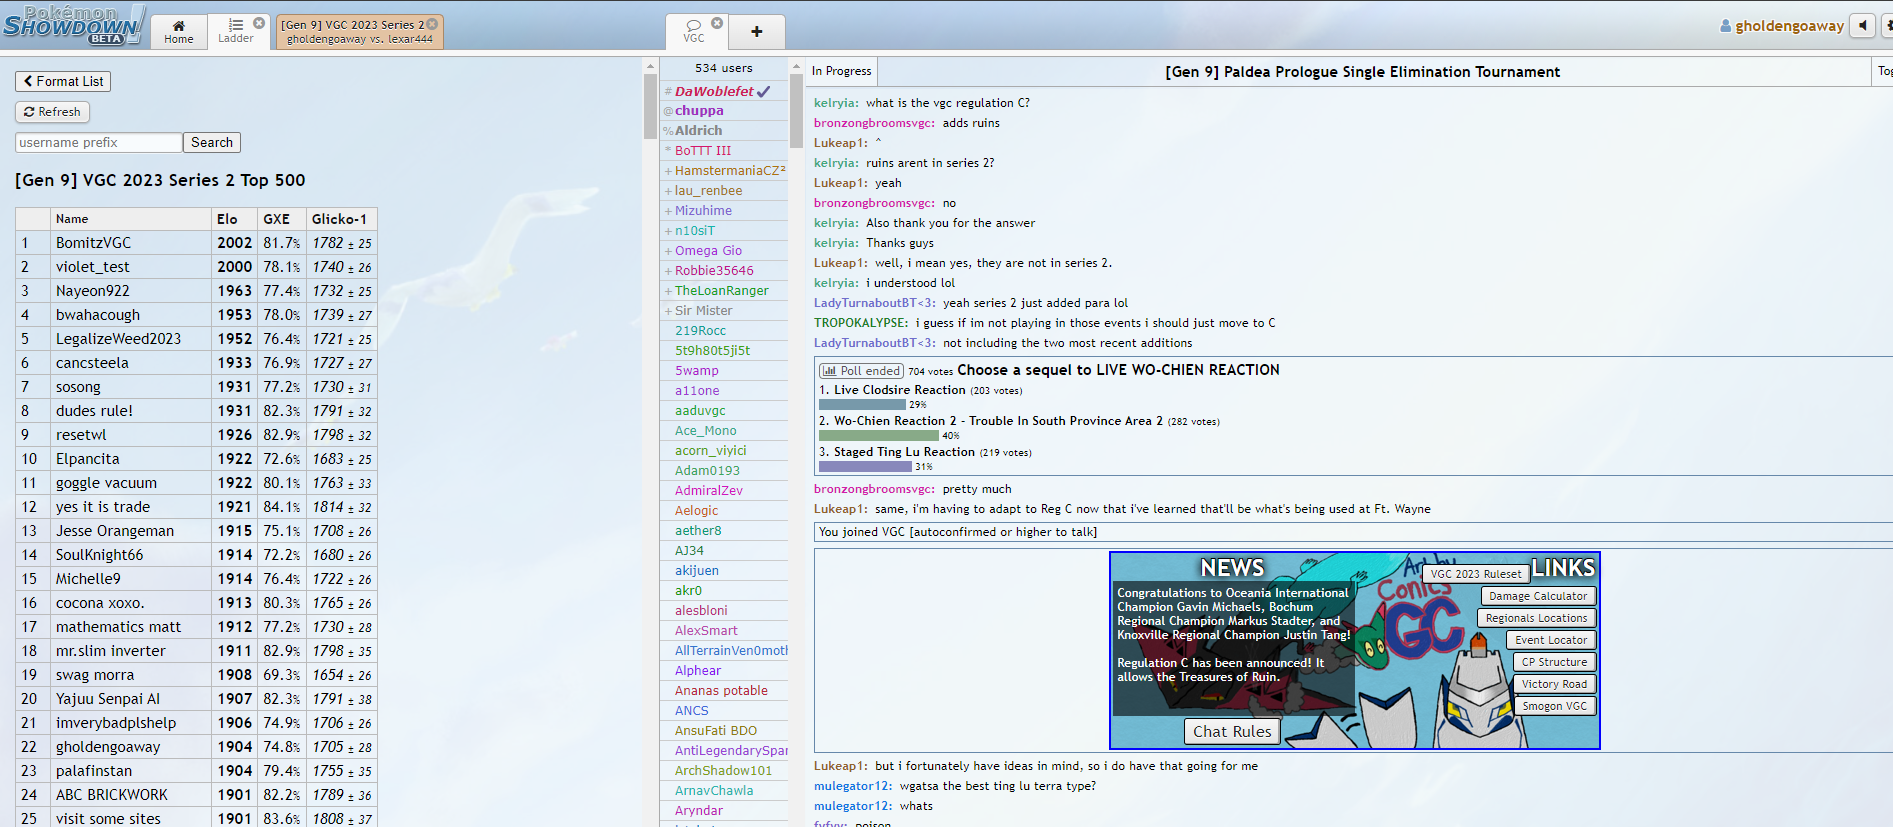 Pokémon
SHOWDOWN!
BETA
Home
Ladder
[Gen 9] VGC 2023 Series 2
gholdengoaway vs. lexar444
VGC
+
gholdengoaway
Format List
Refresh
username prefix
Search
[Gen 9] VGC 2023 Series 2 Top 500
Name Elo GXE Glicko-1
1 BomitzVGC 2002 81.7% 1782 ± 25
2 violet_test 2000 78.1% 1740 ± 26
3 Nayeon922 1963 77.4% 1732 ± 25
4 bwahacough 1953 78.0% 1739 ± 27
5 LegalizeWeed2023 1952 76.4% 1721 ± 25
6 cancsteela 1933 76.9% 1727 ± 27
7 sosong 1931 77.2% 1730 ± 31
8 dudes rule! 1931 82.3% 1791 ± 32
9 resetwl 1926 82.9% 1798 ± 32
10 Elpancita 1922 72.6% 1683 ± 25
11 goggle vacuum 1922 80.1% 1763 ± 33
12 yes it is trade 1921 84.1% 1814 ± 32
13 Jesse Orangeman 1915 75.1% 1708 ± 26
14 SoulKnight66 1914 72.2% 1680 ± 26
15 Michelle9 1914 76.4% 1722 ± 26
16 cocona xoxo. 1913 80.3% 1765 ± 26
17 mathematics matt 1912 77.2% 1730 ± 28
18 mr.slim inverter 1911 82.9% 1798 ± 35
19 swag morra 1908 69.3% 1654 ± 26
20 Yajuu Senpai AI 1907 82.3% 1791 ± 38
21 imverybadplshelp 1906 74.9% 1706 ± 26
22 gholdengoaway 1904 74.8% 1705 ± 28
23 palafinstan 1904 79.4% 1755 ± 35
24 ABC BRICKWORK 1901 82.2% 1789 ± 36
25 visit some sites 1901 83.6% 1808 ± 37
534 users
# DaWoblefet
@ chuppa
% Aldrich
* BoTTT III
+ HamstermaniaCZ²
+ lau_renbee
+ Mizuhime
+ n10siT
+ Omega Gio
+ Robbie35646
+ TheLoanRanger
+ Sir Mister
219Rocc
5t9h80t5ji5t
5wamp
a11one
aaduvgc
Ace_Mono
acorn_viyici
Adam0193
AdmiralZev
Aelogic
aether8
AJ34
akijuen
akr0
alesbloni
AlexSmart
AllTerrainVen0moth
Alphear
Ananas potable
ANCS
AnsuFati BDO
AntiLegendarySpar
ArchShadow101
ArnavChawla
Aryndar
In Progress
[Gen 9] Paldea Prologue Single Elimination Tournament
Tog
kelryia: what is the vgc regulation C?
bronzongbroomsvgc: adds ruins
Lukeap1: ^
kelryia: ruins arent in series 2?
Lukeap1: yeah
bronzongbroomsvgc: no
kelryia: Also thank you for the answer
kelryia: Thanks guys
Lukeap1: well, i mean yes, they are not in series 2.
kelryia: i understood lol
LadyTurnaboutBT<3: yeah series 2 just added para lol
TROPOKALYPSE: i guess if im not playing in those events i should just move to C
LadyTurnaboutBT<3: not including the two most recent additions
Poll ended 704 votes Choose a sequel to LIVE WO-CHIEN REACTION
1. Live Clodsire Reaction (203 votes)
29%
2. Wo-Chien Reaction 2 - Trouble In South Province Area 2 (282 votes)
40%
3. Staged Ting Lu Reaction (219 votes)
31%
bronzongbroomsvgc: pretty much
Lukeap1: same, i'm having to adapt to Reg C now that i've learned that'll be what's being used at Ft. Wayne
You joined VGC [autoconfirmed or higher to talk]
NEWS
Congratulations to Oceania International
Champion Gavin Michaels, Bochum
Regional Champion Markus Stadter, and
Knoxville Regional Champion Justin Tang!
Regulation C has been announced! It
allows the Treasures of Ruin.
Chat Rules
Art by
Comics
GC
LINKS
VGC 2023 Ruleset
Damage Calculator
Regionals Locations
Event Locator
CP Structure
Victory Road
Smogon VGC
Lukeap1: but i fortunately have ideas in mind, so i do have that going for me
mulegator12: wgatsa the best ting lu terra type?
mulegator12: whats
fyfyy: poison